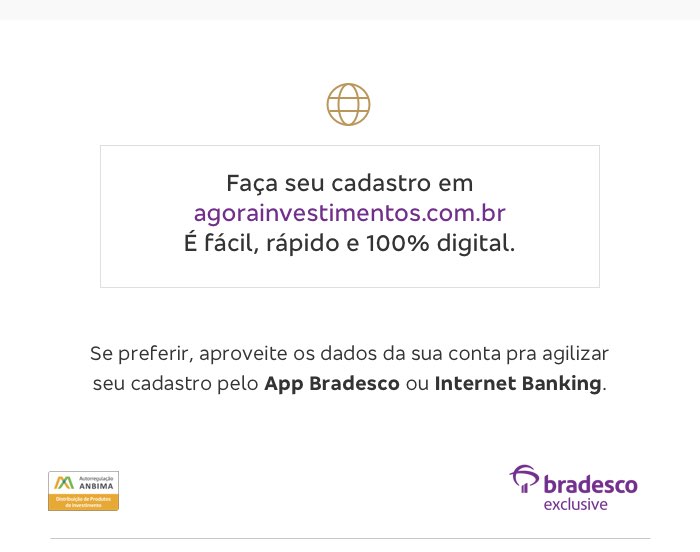 Faça seu cadastro em
agorainvestimentos.com.br
É fácil, rápido e 100% digital.
Se preferir, aproveite os dados da sua conta pra agilizar
seu cadastro pelo App Bradesco ou Internet Banking.
Autorregulação
ANBIMA
Distribuição de Produtos
de Investimento
bradesco
exclusive